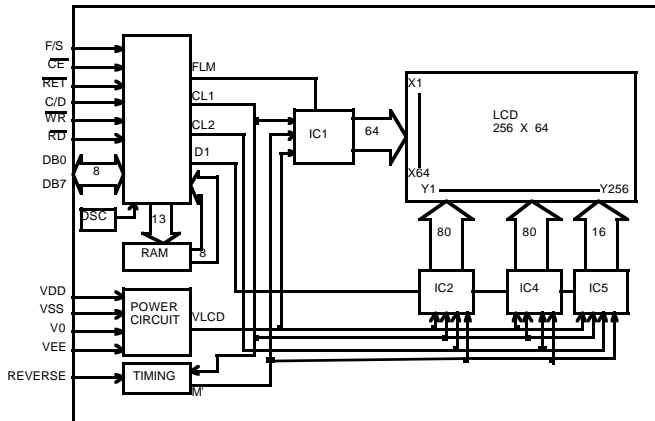 F/S
CE
RET
C/D
WR
RD
DB0
8
DB7
OSC
13
RAM
8
FLM
CL1
CL2
D1
IC1
64
X1
LCD
256 X 64
X64
Y1
Y256
80
80
16
IC2
IC4
IC5
VDD
VSS
V0
VEE
POWER
CIRCUIT
VLCD
REVERSE
TIMING
M'